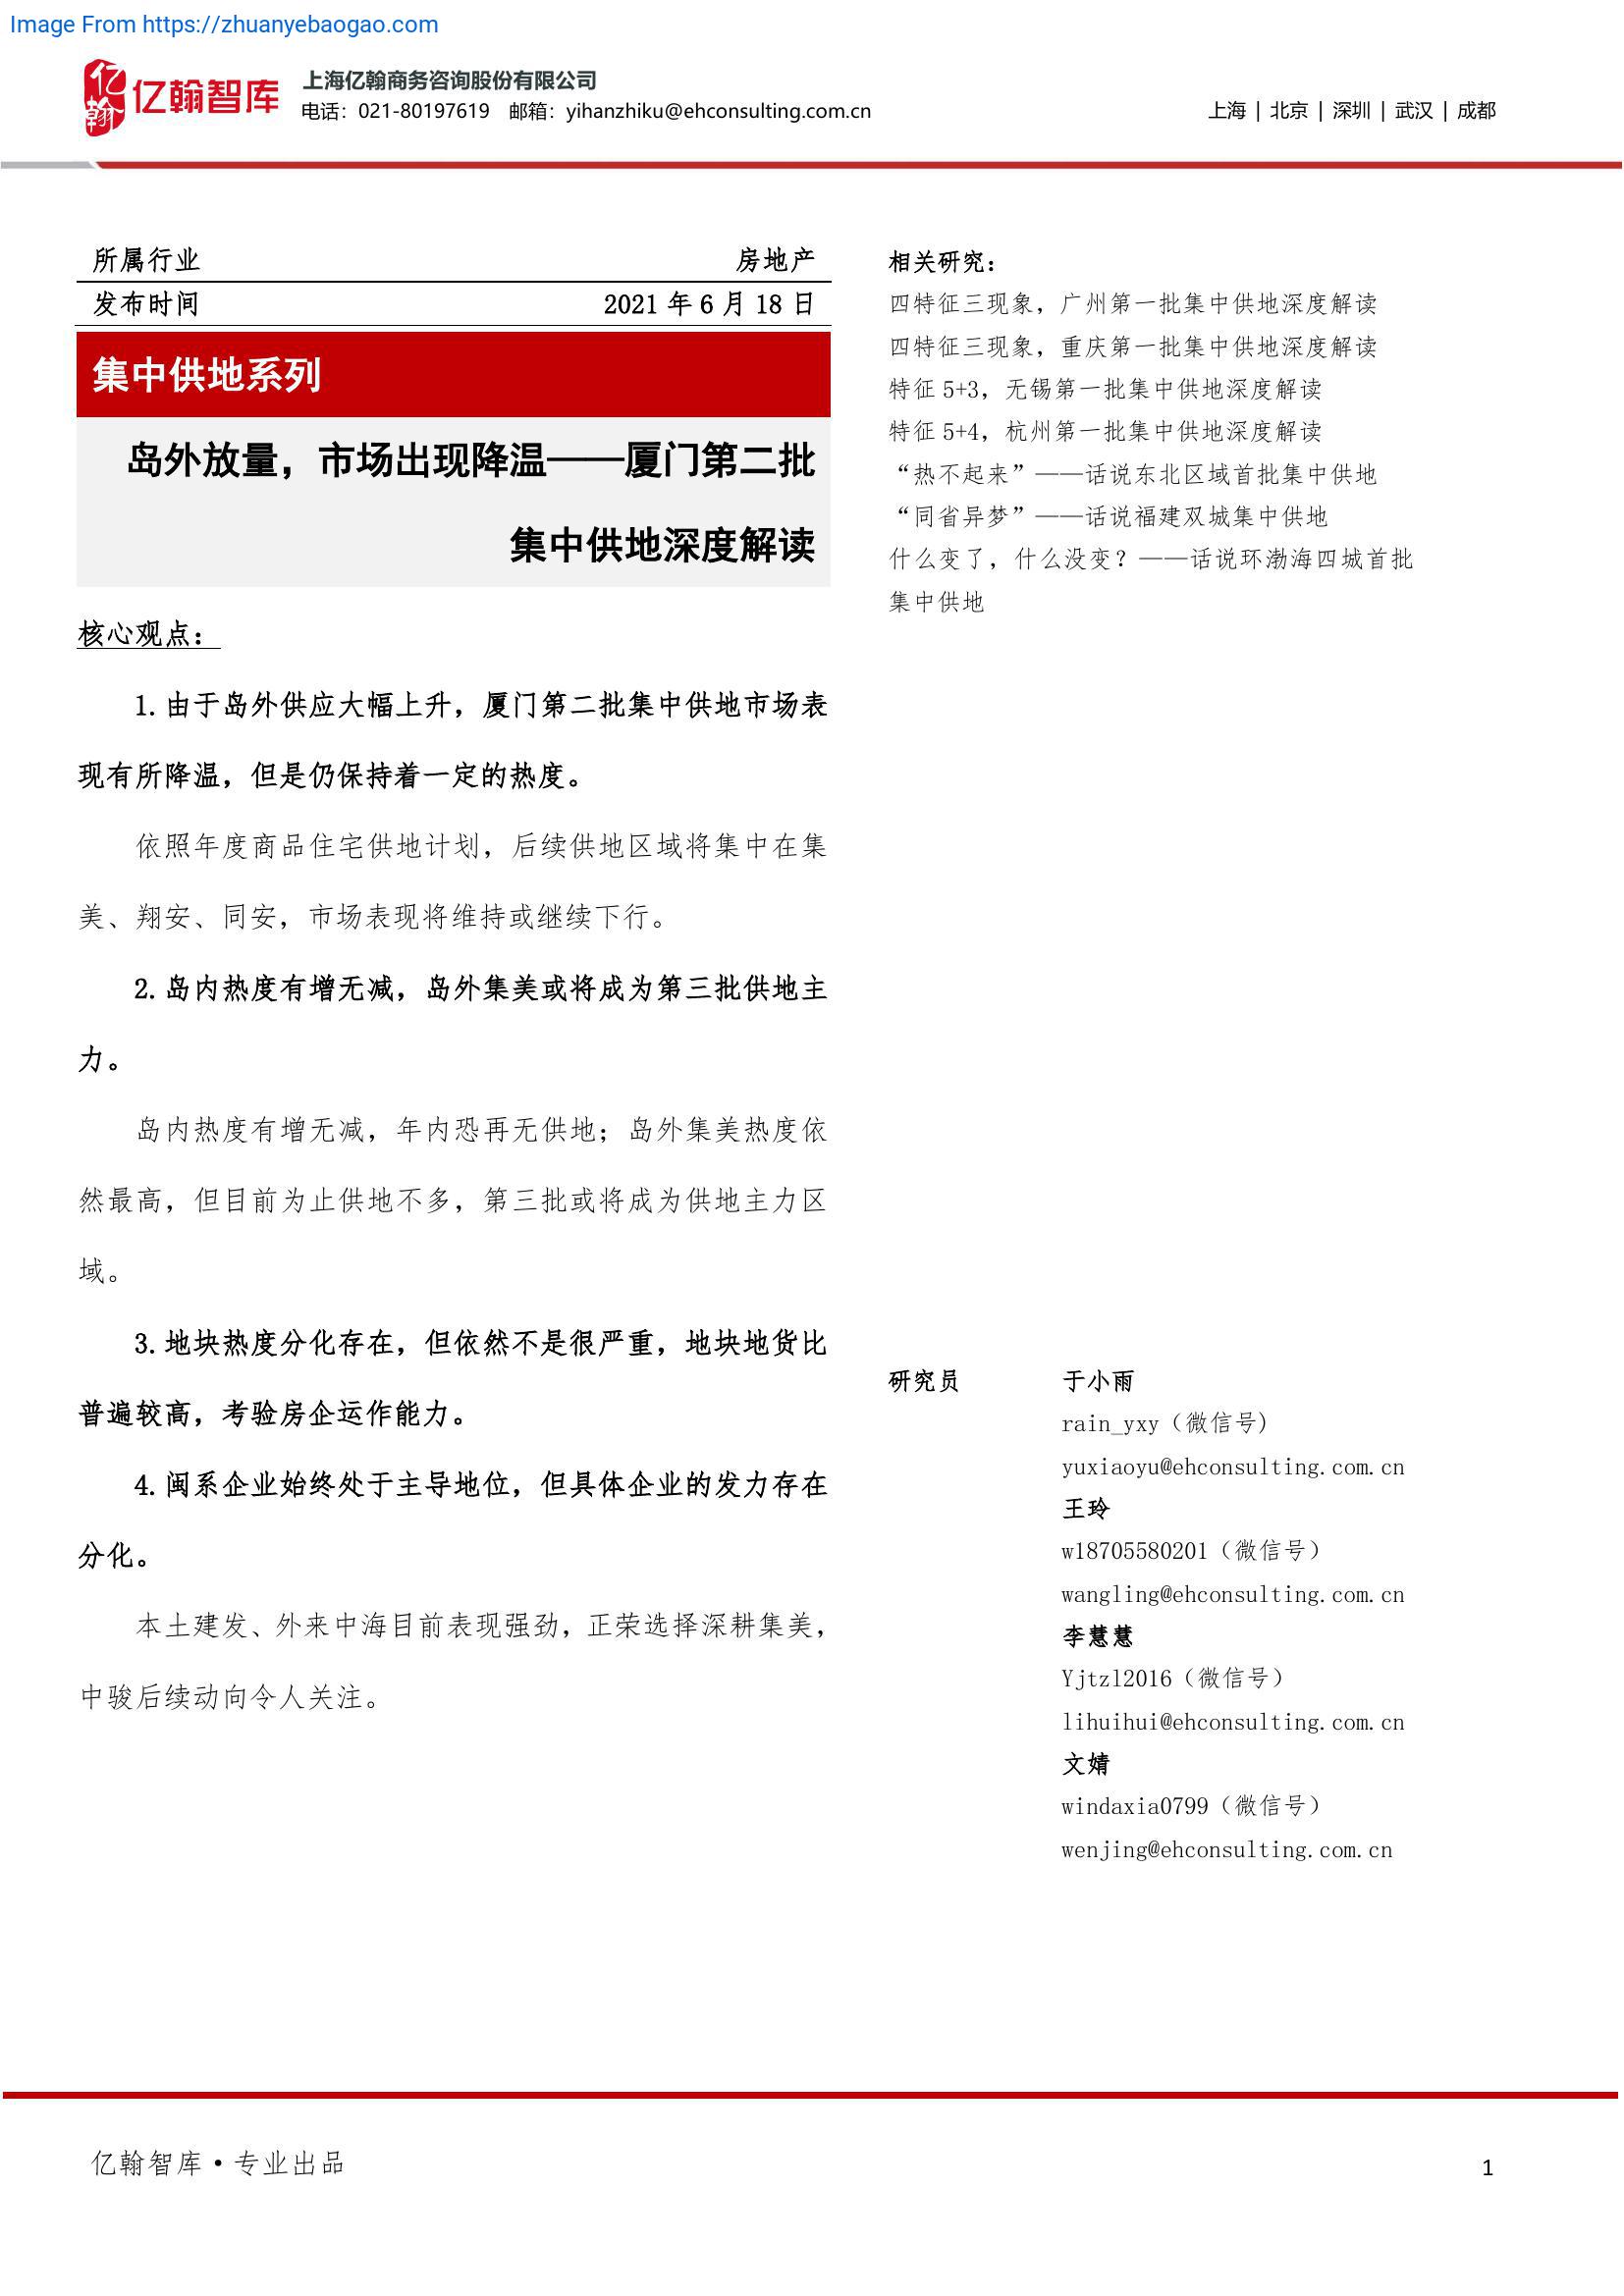 Image From https://zhuanyebaogao.com
亿翰
亿翰智库
上海亿翰商务咨询股份有限公司
电话：021-80197619 邮箱：yihanzhiku@ehconsulting.com.cn
上海 | 北京 | 深圳 | 武汉 | 成都
所属行业 房地产
发布时间 2021 年 6 月 18 日
集中供地系列
岛外放量，市场出现降温——厦门第二批
集中供地深度解读
核心观点：
1.由于岛外供应大幅上升，厦门第二批集中供地市场表
现有所降温，但是仍保持着一定的热度。
依照年度商品住宅供地计划，后续供地区域将集中在集
美、翔安、同安，市场表现将维持或继续下行。
2.岛内热度有增无减，岛外集美或将成为第三批供地主
力。
岛内热度有增无减，年内恐再无供地；岛外集美热度依
然最高，但目前为止供地不多，第三批或将成为供地主力区
域。
3.地块热度分化存在，但依然不是很严重，地块地货比
普遍较高，考验房企运作能力。
4.闽系企业始终处于主导地位，但具体企业的发力存在
分化。
本土建发、外来中海目前表现强劲，正荣选择深耕集美，
中骏后续动向令人关注。
相关研究：
四特征三现象，广州第一批集中供地深度解读
四特征三现象，重庆第一批集中供地深度解读
特征 5+3，无锡第一批集中供地深度解读
特征 5+4，杭州第一批集中供地深度解读
“热不起来”——话说东北区域首批集中供地
“同省异梦”——话说福建双城集中供地
什么变了，什么没变？——话说环渤海四城首批
集中供地
研究员 于小雨
rain_yxy（微信号）
yuxiaoyu@ehconsulting.com.cn
王玲
w18705580201（微信号）
wangling@ehconsulting.com.cn
李慧慧
Yjtzl2016（微信号）
lihuihui@ehconsulting.com.cn
文婧
windaxia0799（微信号）
wenjing@ehconsulting.com.cn
亿翰智库·专业出品
1